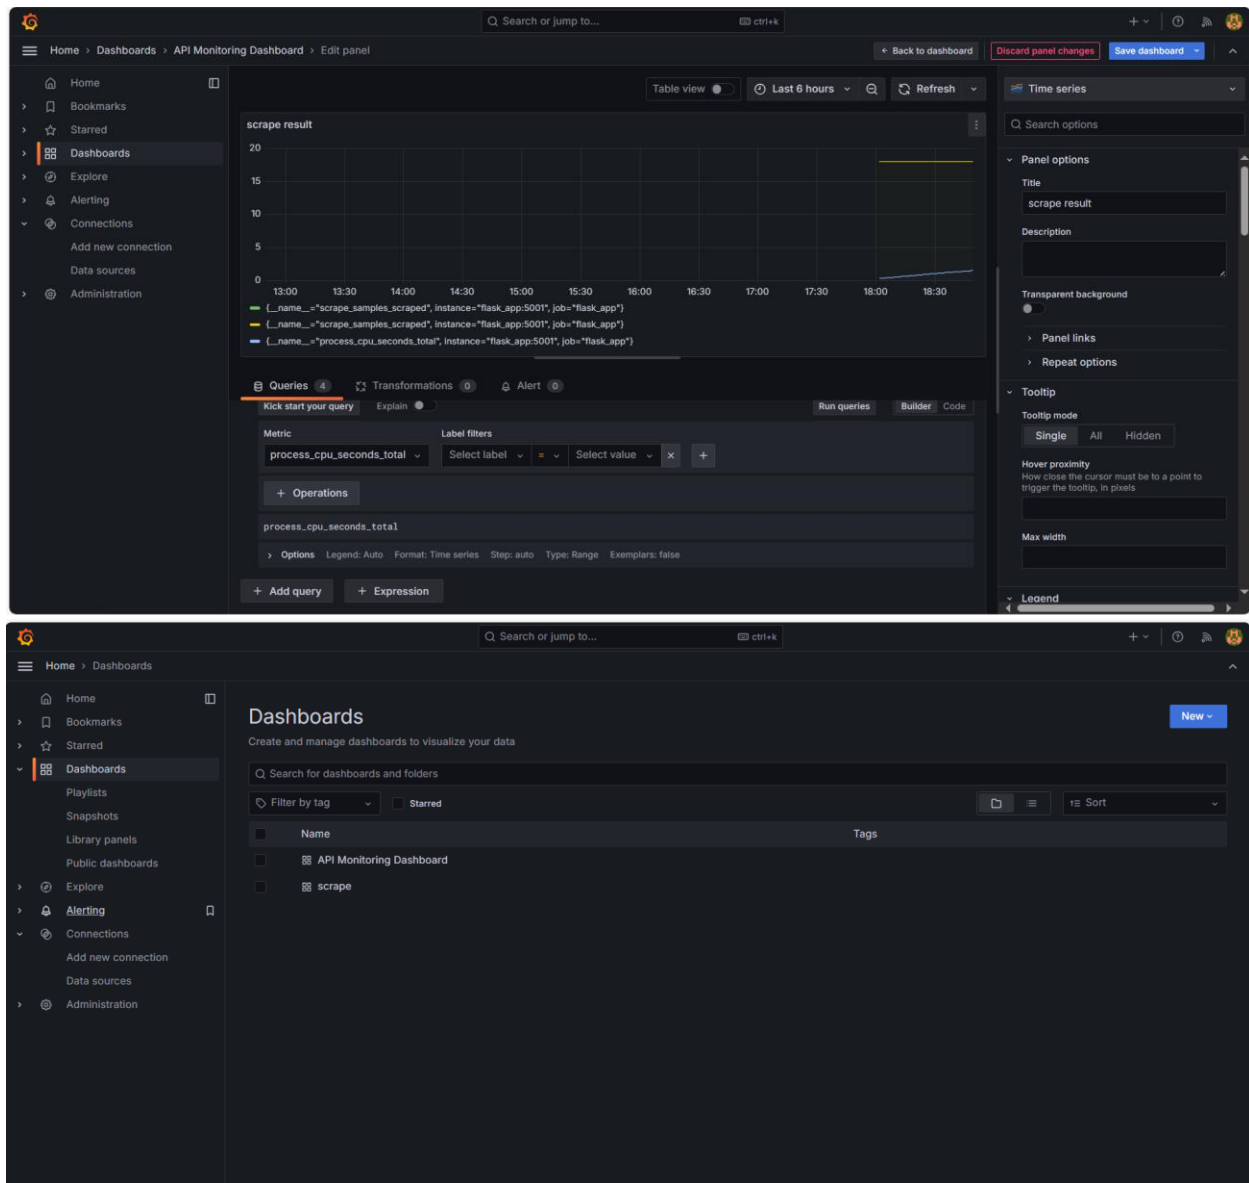 Search or jump to... ctrl+k
Home > Dashboards > API Monitoring Dashboard > Edit panel
Back to dashboard
Discard panel changes
Save dashboard
Home
Bookmarks
Starred
Dashboards
Explore
Alerting
Connections
Add new connection
Data sources
Administration
Table view
Last 6 hours
Refresh
scrape result
20
15
10
5
0
13:00 13:30 14:00 14:30 15:00 15:30 16:00 16:30 17:00 17:30 18:00 18:30
{__name__="scrape_samples_scraped", instance="flask_app:5001", job="flask_app"}
{__name__="scrape_samples_scraped", instance="flask_app:5001", job="flask_app"}
{__name__="process_cpu_seconds_total", instance="flask_app:5001", job="flask_app"}
Queries 4 Transformations 0 Alert 0
Kick start your query Explain Run queries Builder Code
Metric Label filters
process_cpu_seconds_total Select label = Select value × +
+ Operations
process_cpu_seconds_total
> Options Legend: Auto Format: Time series Step: auto Type: Range Exemplars: false
+ Add query + Expression
Time series
Search options
Panel options
Title
scrape result
Description
Transparent background
Panel links
Repeat options
Tooltip
Tooltip mode
Single All Hidden
Hover proximity
How close the cursor must be to a point to
trigger the tooltip, in pixels
Max width
Legend
Search or jump to... ctrl+k
Home > Dashboards
Home
Bookmarks
Starred
Dashboards
Playlists
Snapshots
Library panels
Public dashboards
Explore
Alerting
Connections
Add new connection
Data sources
Administration
Dashboards
New
Create and manage dashboards to visualize your data
Search for dashboards and folders
Filter by tag Starred Sort
Name Tags
API Monitoring Dashboard
scrape